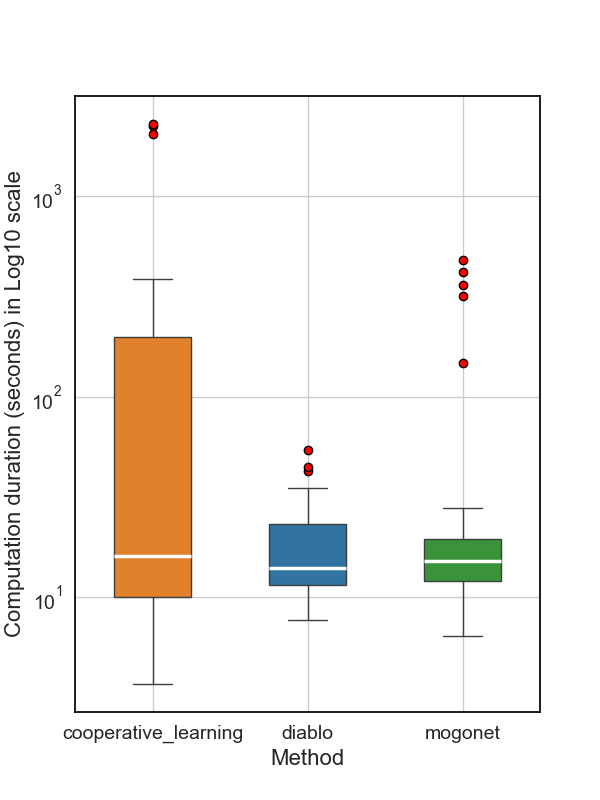 Computation duration (seconds) in Log10 scale
10³
10²
10¹
cooperative_learning diablo mogonet
Method